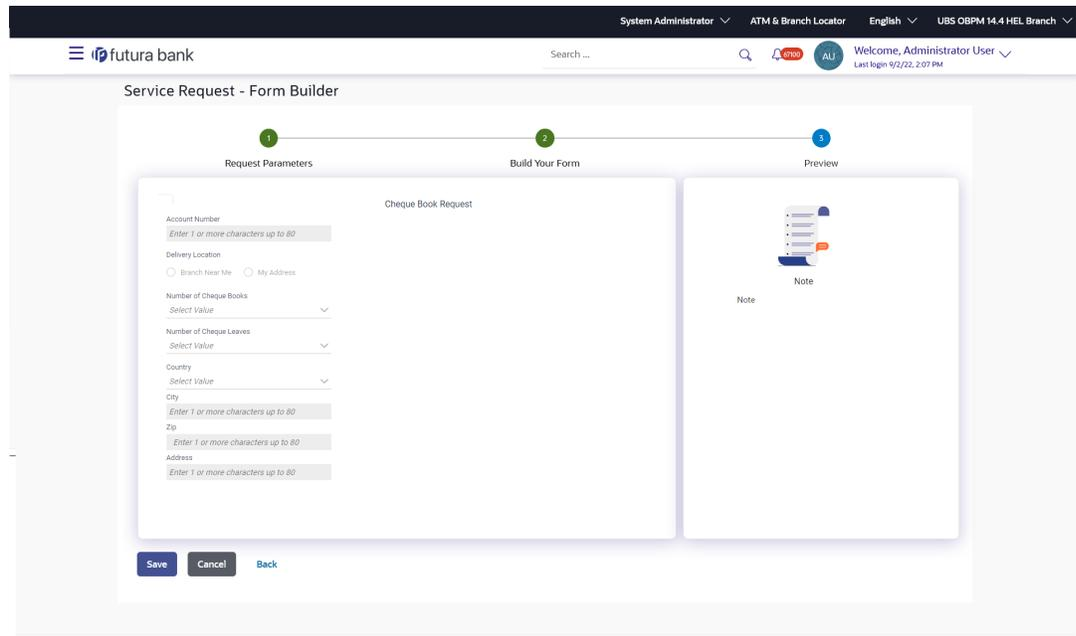 System Administrator ATM & Branch Locator English UBS OBPM 14.4 HEL Branch
futura bank
Search ...
67100
AU
Welcome, Administrator User
Last login 9/2/22, 2:07 PM
Service Request - Form Builder
1 2 3
Request Parameters Build Your Form Preview
Cheque Book Request
Account Number
Enter 1 or more characters up to 80
Delivery Location
Branch Near Me My Address
Number of Cheque Books
Select Value
Number of Cheque Leaves
Select Value
Country
Select Value
City
Enter 1 or more characters up to 80
Zip
Enter 1 or more characters up to 80
Address
Enter 1 or more characters up to 80
Note
Note
Save Cancel Back